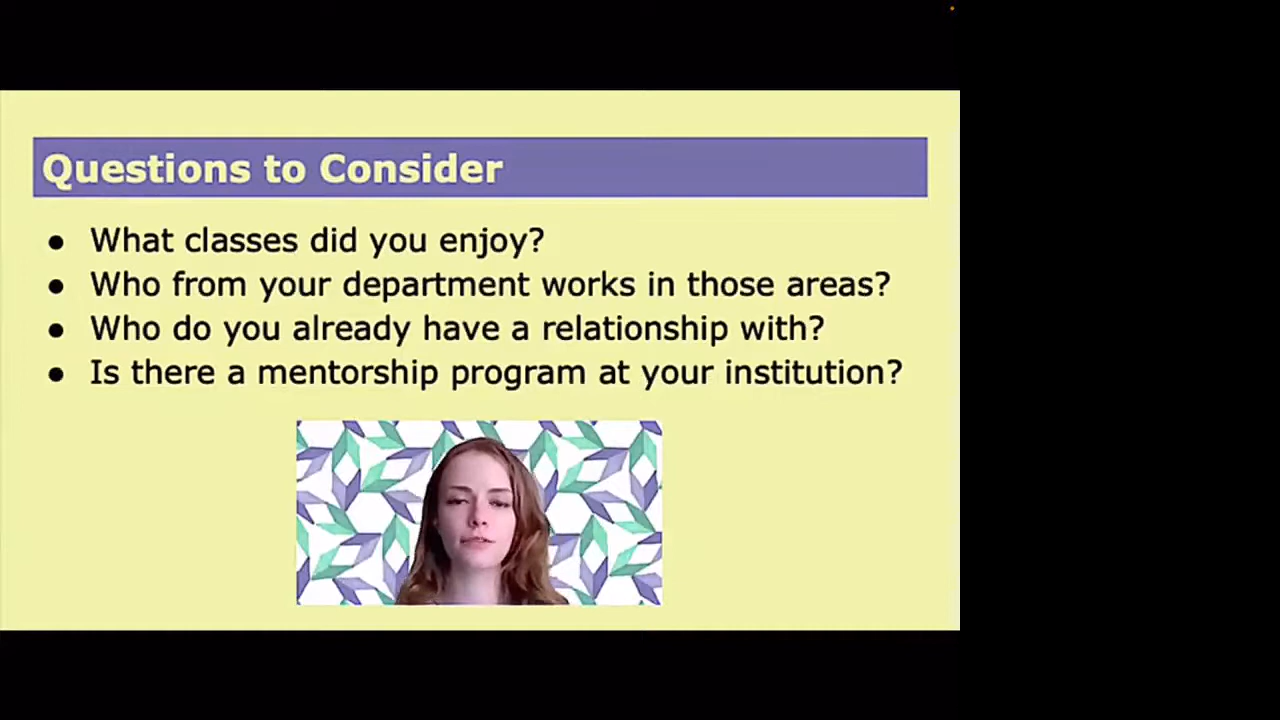 Questions to Consider
● What classes did you enjoy?
● Who from your department works in those areas?
● Who do you already have a relationship with?
● Is there a mentorship program at your institution?